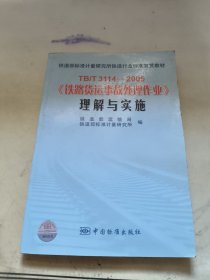 铁道部标准计量研究所铁道行业标准宣贯教材
TB/T 3114—2005
《铁路货运事故处理作业》
理解与实施
铁道部运输局
铁道部标准计量研究所
编
中国标准出版社